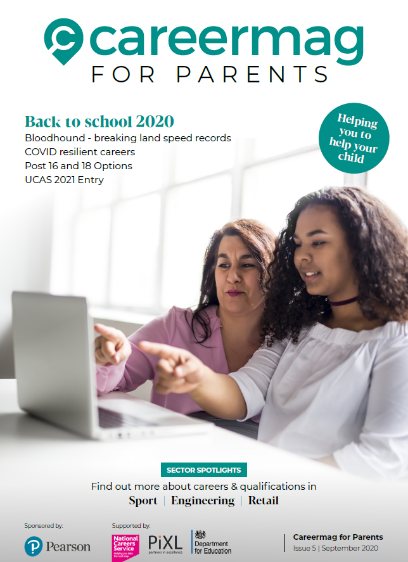 careermag
FOR PARENTS
Back to school 2020
Bloodhound - breaking land speed records
COVID resilient careers
Post 16 and 18 Options
UCAS 2021 Entry
Helping
you to
help your
child
SECTOR SPOTLIGHTS
Find out more about careers & qualifications in
Sport | Engineering | Retail
Sponsored by:
Pearson
Supported by:
National
Careers
Service
PiXL
partners in excellence
Department
for Education
Careermag for Parents
Issue 5 | September 2020